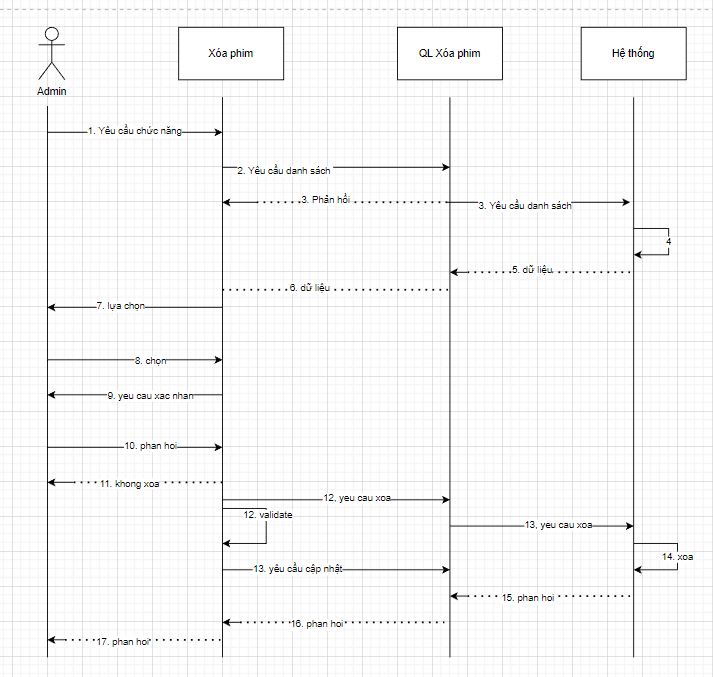 Xóa phim
QL Xóa phim
Hệ thống
Admin
1. Yêu cầu chức năng
2. Yêu cầu danh sách
3. Phản hồi
3. Yêu cầu danh sách
4
5. dữ liệu
6. dữ liệu
7. lựa chọn
8. chọn
9. yeu cau xac nhan
10. phan hoi
11. khong xoa
12. yeu cau xoa
12. validate
13. yeu cau xoa
14. xoa
13. yêu cầu cập nhật
15. phan hoi
16. phan hoi
17. phan hoi